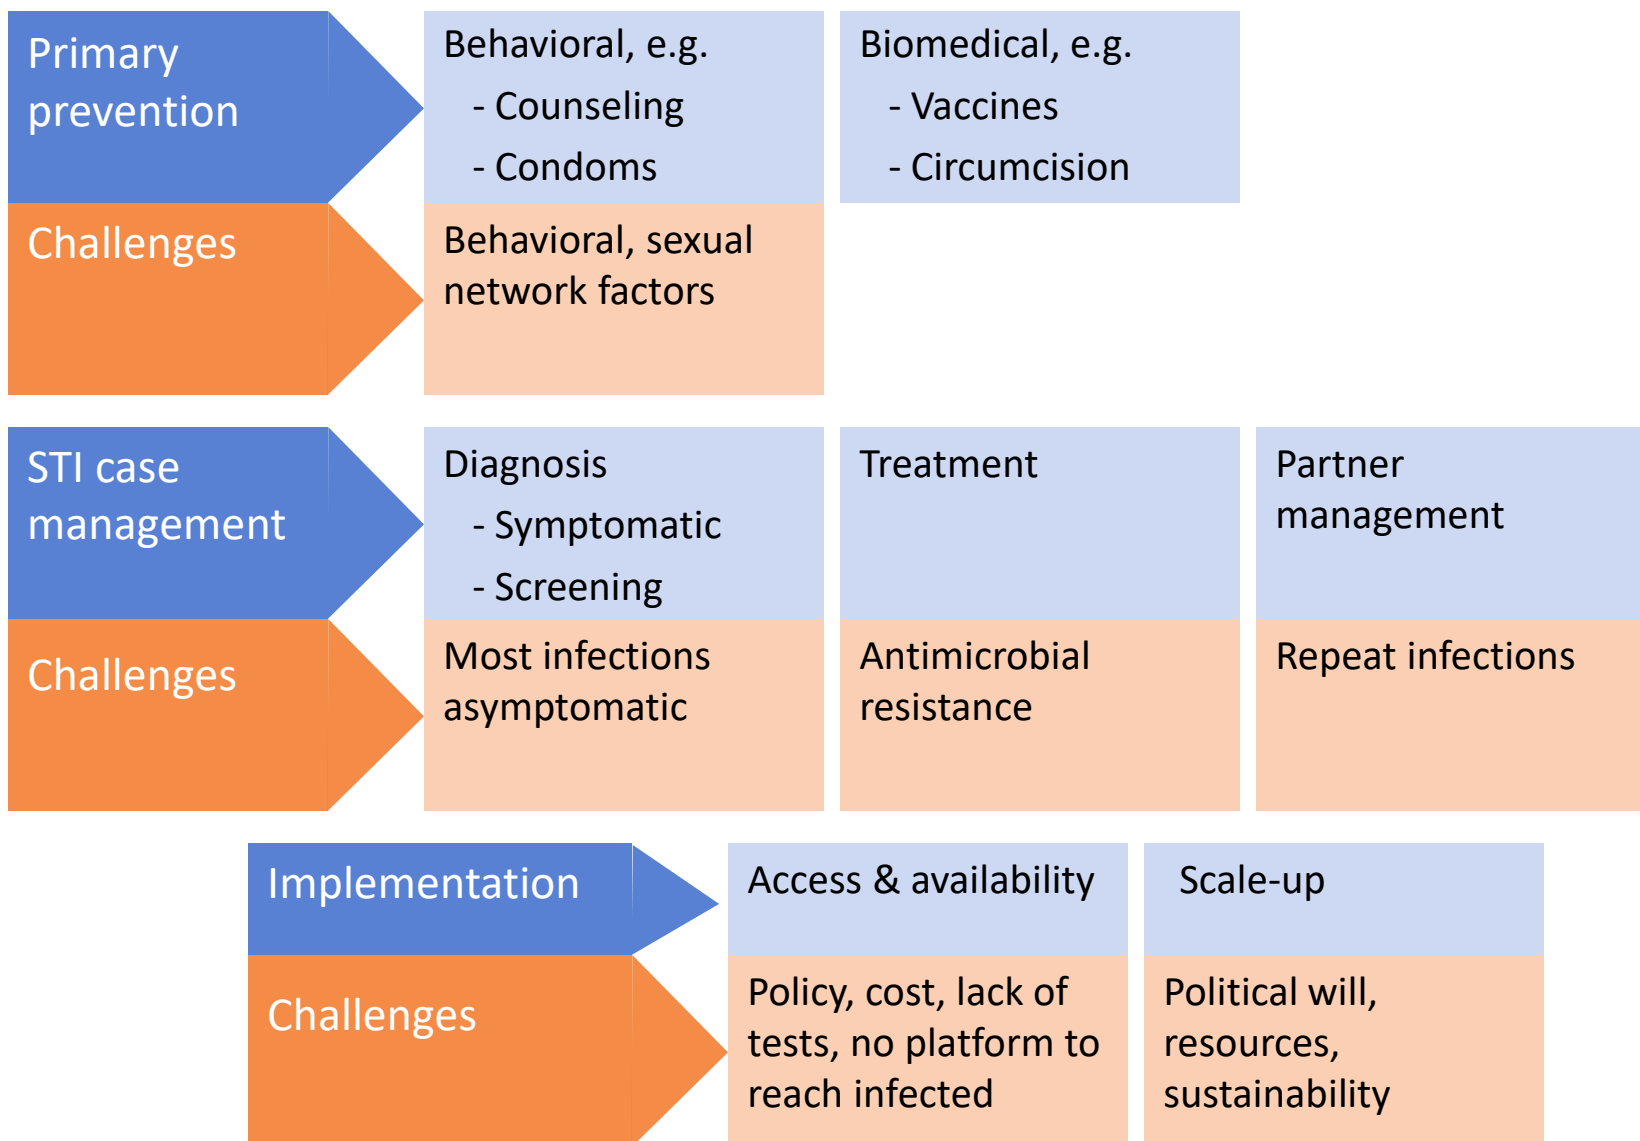 Primary
prevention
Behavioral, e.g.
- Counseling
- Condoms
Biomedical, e.g.
- Vaccines
- Circumcision
Challenges
Behavioral, sexual
network factors
STI case
management
Diagnosis
- Symptomatic
- Screening
Treatment
Partner
management
Challenges
Most infections
asymptomatic
Antimicrobial
resistance
Repeat infections
Implementation
Access & availability
Scale-up
Challenges
Policy, cost, lack of
tests, no platform to
reach infected
Political will,
resources,
sustainability